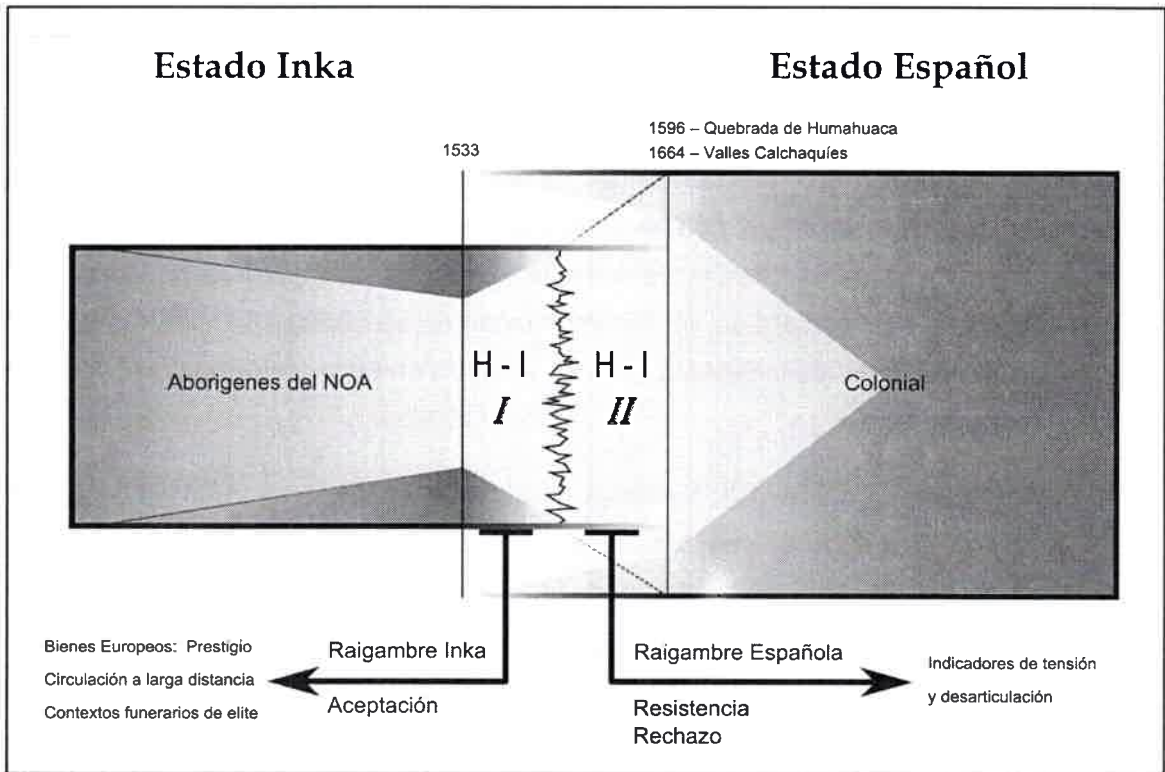 Estado Inka
Estado Español
1533
1596 – Quebrada de Humahuaca
1664 – Valles Calchaquíes
Aborigenes del NOA
H - I
I
H - I
II
Colonial
Bienes Europeos: Prestigio
Circulación a larga distancia
Contextos funerarios de elite
Raigambre Inka
Aceptación
Raigambre Española
Resistencia
Rechazo
Indicadores de tensión
y desarticulación